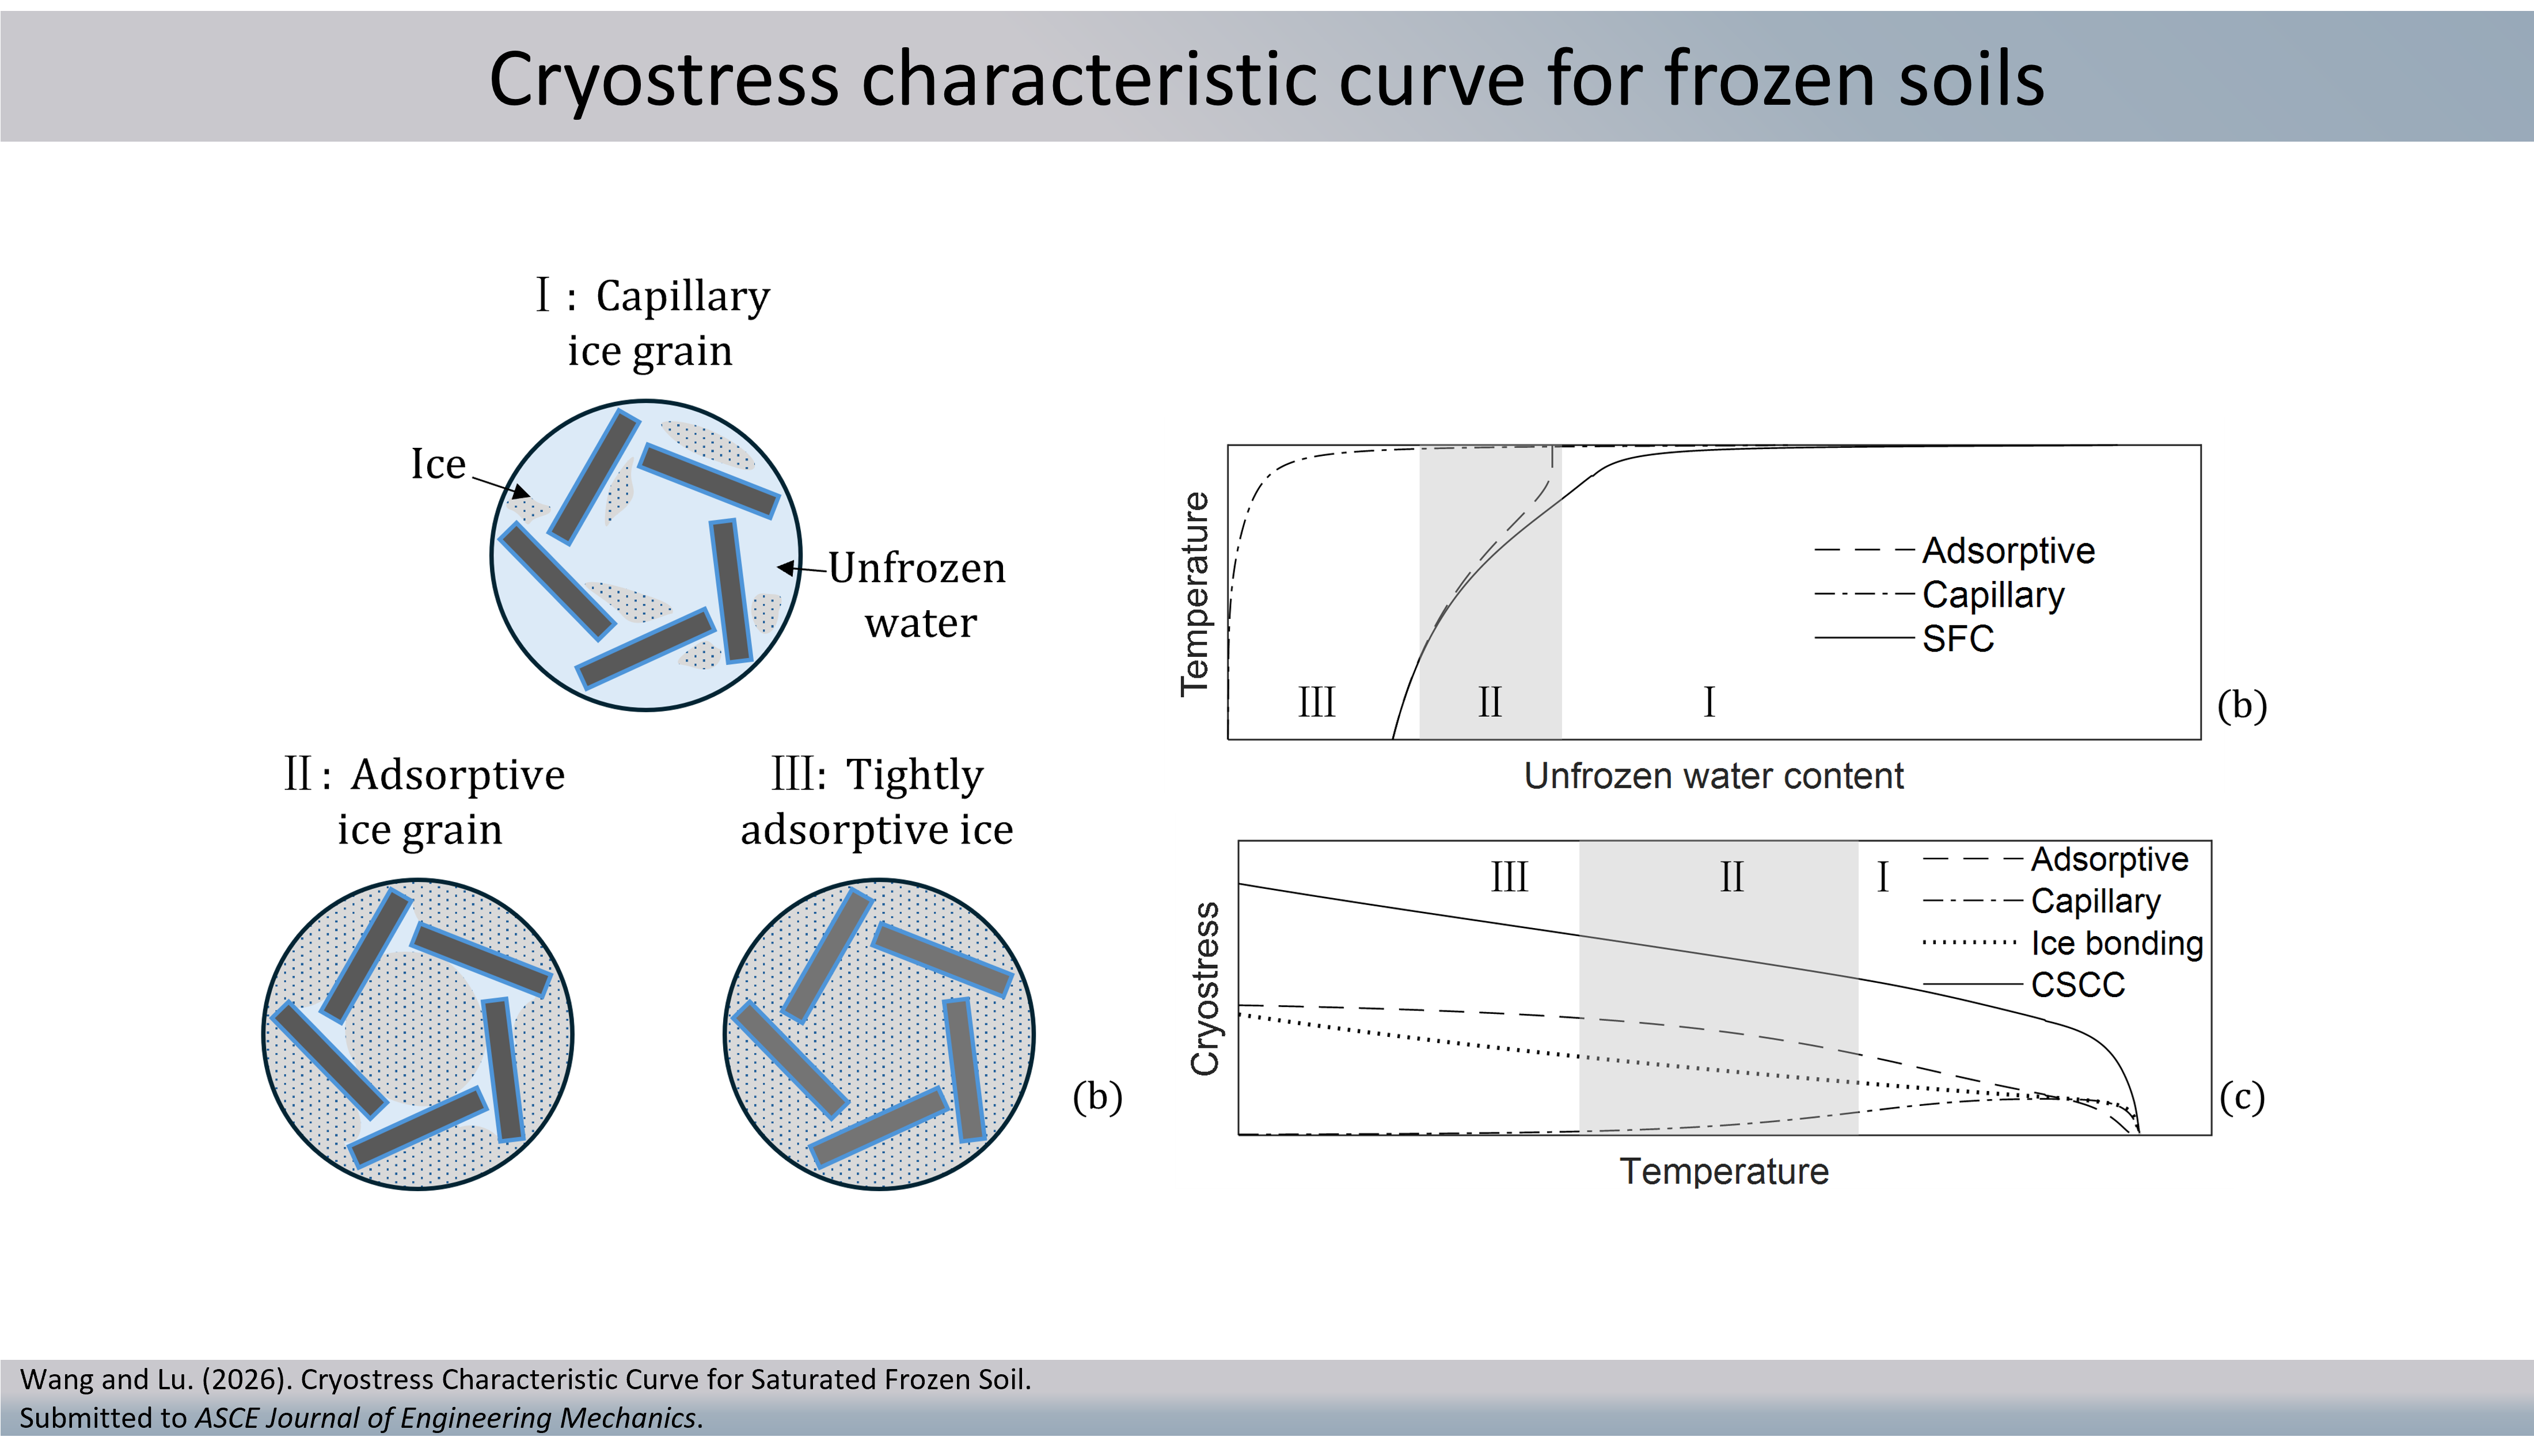 Cryostress characteristic curve for frozen soils
Ⅰ : Capillary
ice grain
Ice
Unfrozen
water
Ⅱ : Adsorptive
ice grain
Ⅲ: Tightly
adsorptive ice
(b)
Temperature
Adsorptive
Capillary
SFC
Ⅲ
Ⅱ
Ⅰ
(b)
Unfrozen water content
Cryostress
Ⅲ
Ⅱ
Ⅰ
Adsorptive
Capillary
Ice bonding
CSCC
(c)
Temperature
Wang and Lu. (2026). Cryostress Characteristic Curve for Saturated Frozen Soil.
Submitted to ASCE Journal of Engineering Mechanics.